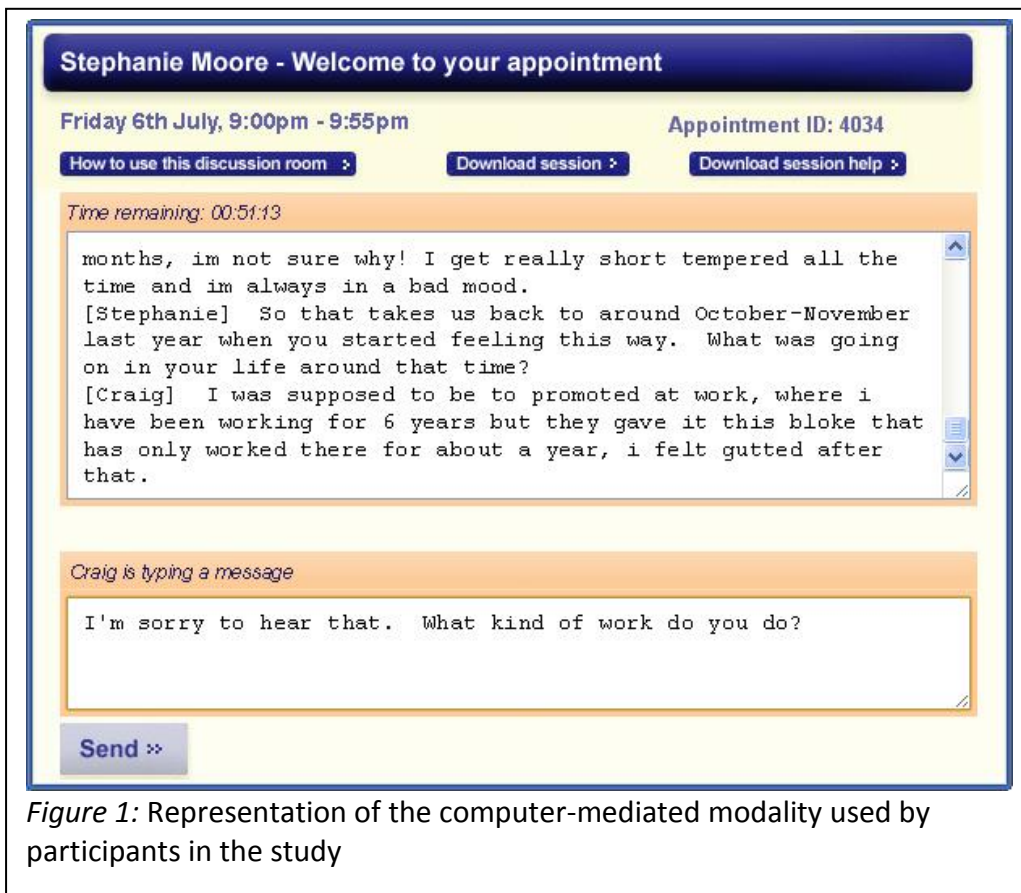 Stephanie Moore - Welcome to your appointment
Friday 6th July, 9:00pm - 9:55pm
Appointment ID: 4034
How to use this discussion room
Download session
Download session help
Time remaining: 00:51:13
months, im not sure why! I get really short tempered all the
time and im always in a bad mood.
[Stephanie]  So that takes us back to around October-November
last year when you started feeling this way.  What was going
on in your life around that time?
[Craig]  I was supposed to be to promoted at work, where i
have been working for 6 years but they gave it this bloke that
has only worked there for about a year, i felt gutted after
that.
Craig is typing a message
I'm sorry to hear that.  What kind of work do you do?
Send »
Figure 1: Representation of the computer-mediated modality used by
participants in the study